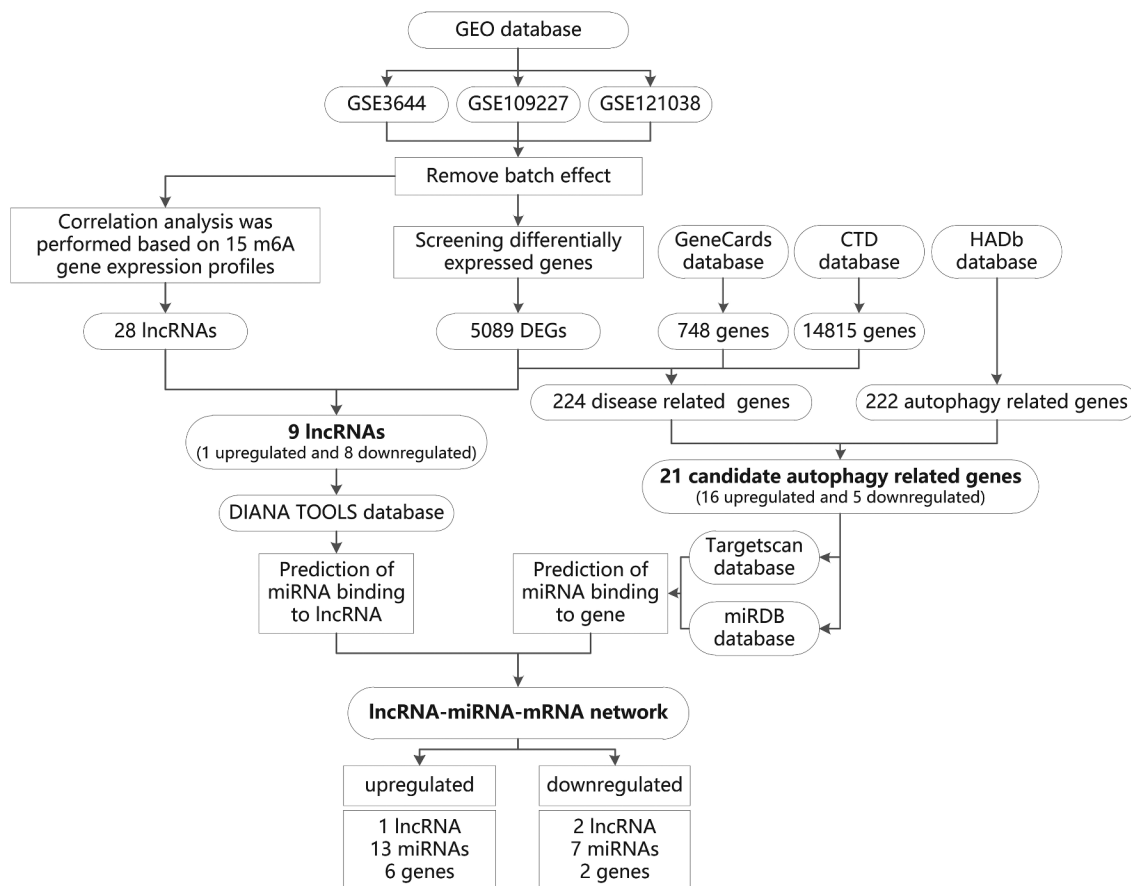 GEO database
GSE3644
GSE109227
GSE121038
Remove batch effect
Correlation analysis was
performed based on 15 m6A
gene expression profiles
Screening differentially
expressed genes
GeneCards
database
CTD
database
HADb
database
28 lncRNAs
5089 DEGs
748 genes
14815 genes
224 disease related genes
222 autophagy related genes
9 lncRNAs
(1 upregulated and 8 downregulated)
21 candidate autophagy related genes
(16 upregulated and 5 downregulated)
DIANA TOOLS database
Targetscan
database
miRDB
database
Prediction of
miRNA binding
to lncRNA
Prediction of
miRNA binding
to gene
lncRNA-miRNA-mRNA network
upregulated
1 lncRNA
13 miRNAs
6 genes
downregulated
2 lncRNA
7 miRNAs
2 genes